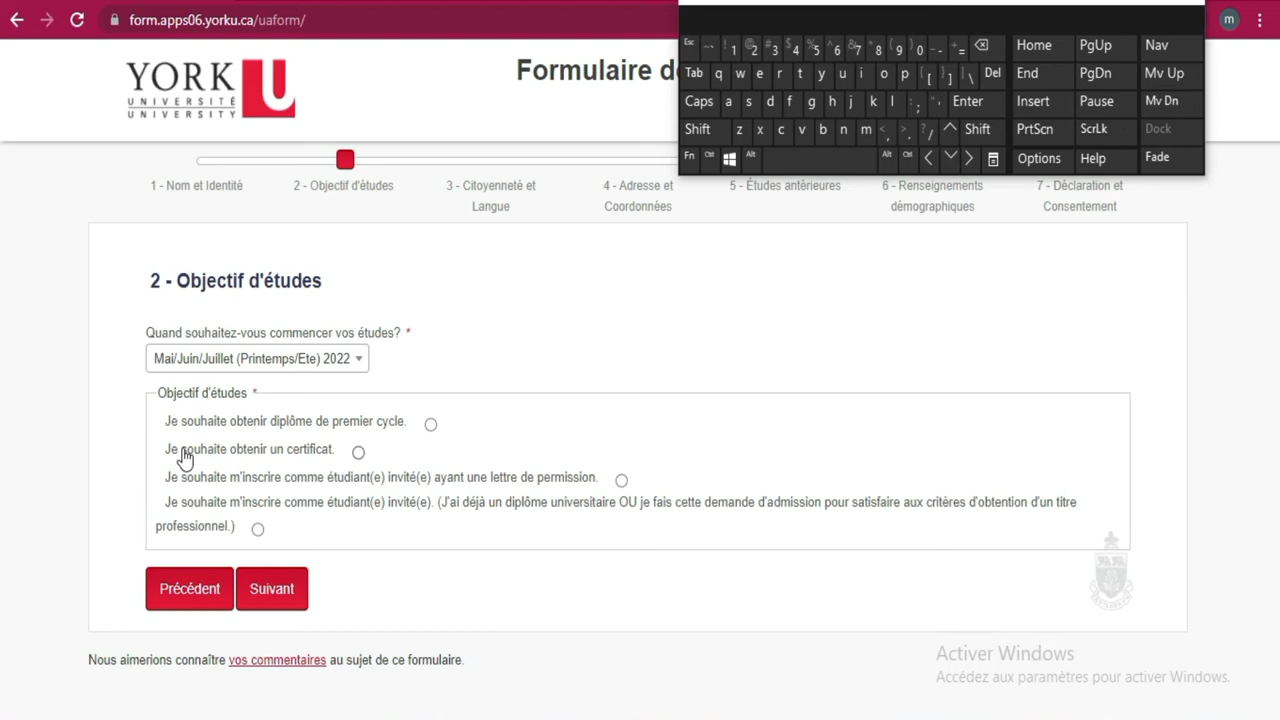 form.apps06.yorku.ca/uaform/
m
YORK U
UNIVERSITÉ
UNIVERSITY
Formulaire d
Esc 1 2 3 4 5 6 7 8 9 0 - = Home PgUp Nav
Tab q w e r t y u i o p [ ] \ Del End PgDn Mv Up
Caps a s d f g h j k l ; ' Enter Insert Pause Mv Dn
Shift z x c v b n m , . / Shift PrtScn ScrLk Dock
Fn Ctrl Alt Alt Ctrl Options Help Fade
1 - Nom et Identité
2 - Objectif d'études
3 - Citoyenneté et
Langue
4 - Adresse et
Coordonnées
5 - Études antérieures
6 - Renseignements
démographiques
7 - Déclaration et
Consentement
2 - Objectif d'études
Quand souhaitez-vous commencer vos études? *
Mai/Juin/Juillet (Printemps/Ete) 2022
Objectif d'études *
Je souhaite obtenir diplôme de premier cycle.
Je souhaite obtenir un certificat.
Je souhaite m'inscrire comme étudiant(e) invité(e) ayant une lettre de permission.
Je souhaite m'inscrire comme étudiant(e) invité(e). (J'ai déjà un diplôme universitaire OU je fais cette demande d'admission pour satisfaire aux critères d'obtention d'un titre
professionnel.)
Précédent
Suivant
Nous aimerions connaître vos commentaires au sujet de ce formulaire.
Activer Windows
Accédez aux paramètres pour activer Windows.